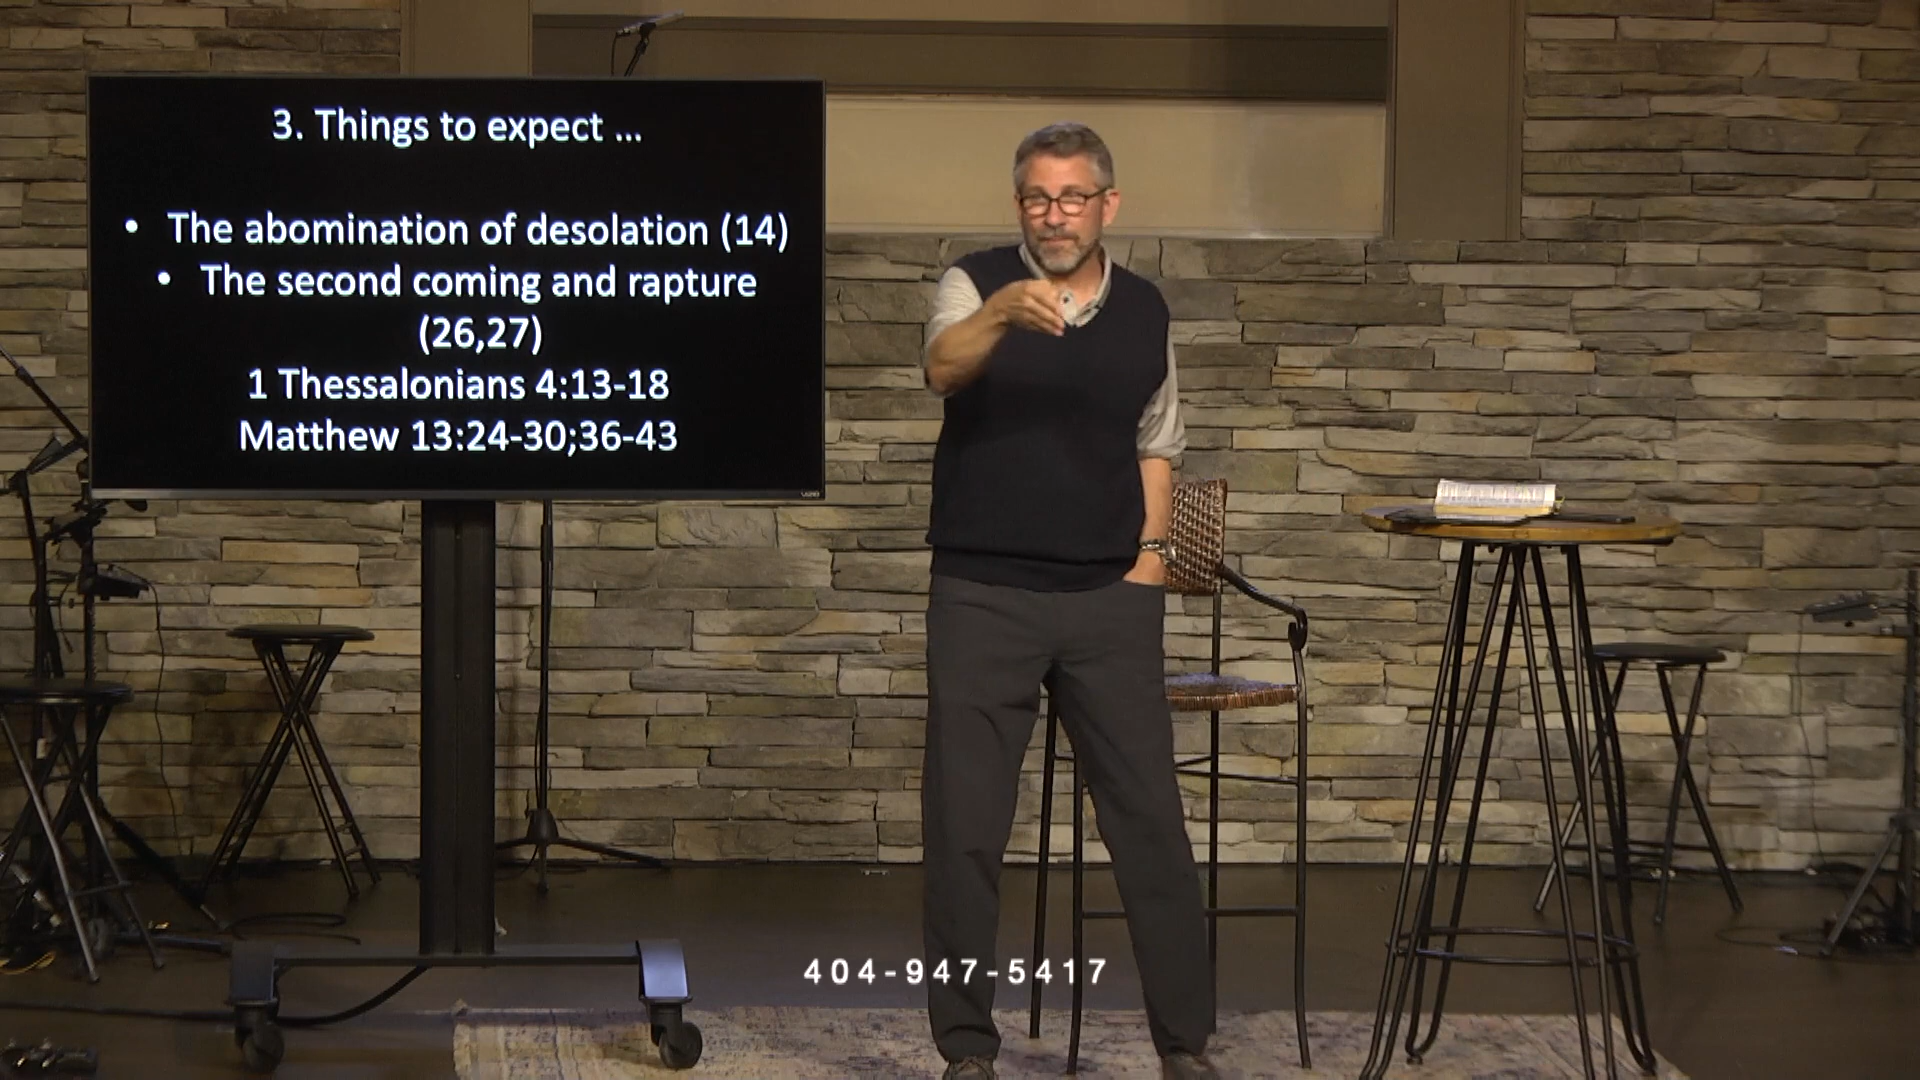 3. Things to expect ...
• The abomination of desolation (14)
• The second coming and rapture
(26,27)
1 Thessalonians 4:13-18
Matthew 13:24-30;36-43
VIZIO
404-947-5417